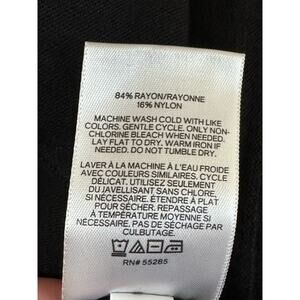 84% RAYON/RAYONNE
16% NYLON
MACHINE WASH COLD WITH LIKE
COLORS. GENTLE CYCLE. ONLY NON-
CHLORINE BLEACH WHEN NEEDED.
LAY FLAT TO DRY. WARM IRON IF
NEEDED. DO NOT TUMBLE DRY.
LAVER À LA MACHINE À L'EAU FROIDE
AVEC COULEURS SIMILAIRES. CYCLE
DÉLICAT. UTILISEZ SEULEMENT
DU JAVELLISANT SANS CHLORE,
SI NÉCESSAIRE. ÉTENDRE À PLAT
POUR SÉCHER. REPASSAGE
À TEMPÉRATURE MOYENNE SI
NÉCESSAIRE. PAS DE SÉCHAGE PAR
CULBUTAGE.
RN# 55285